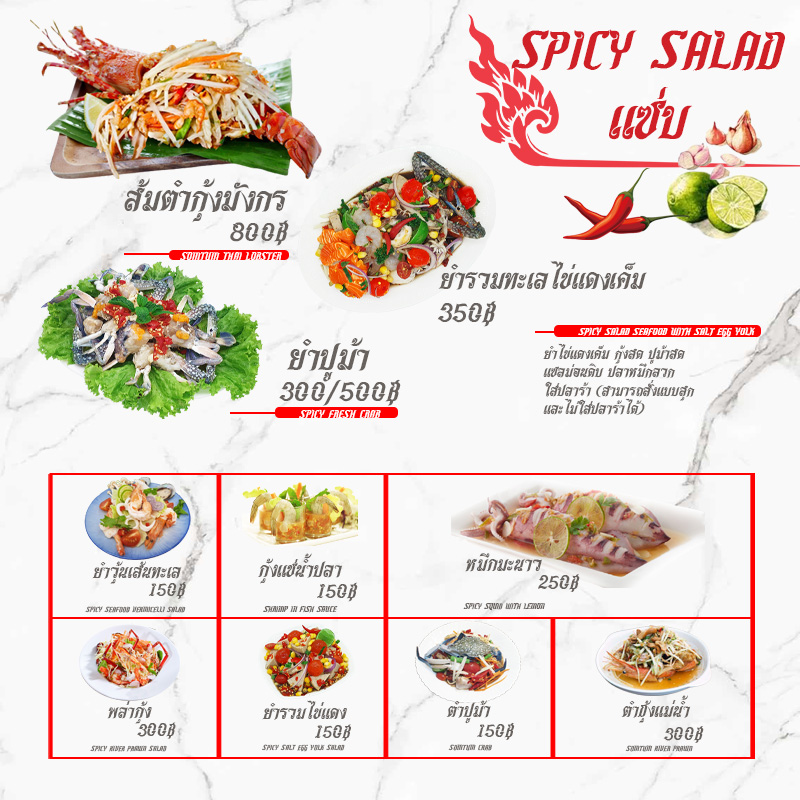 SPICY SALAD
แซ่บ
ส้มตำกุ้งมังกร
800฿
SOMTUM THAI LOBSTER
ยำรวมทะเลไข่แดงเค็ม
350฿
SPICY SALAD SEAFOOD WITH SALT EGG YOLK
ยำไข่แดงเค็ม กุ้งสด ปูม้าสด
แซลม่อนดิบ ปลาหมึกลวก
ใส่ปลาร้า (สามารถสั่งแบบสุก
และไม่ใส่ปลาร้าได้)
ยำปูม้า
300/500฿
SPICY FRESH CRAB
ยำวุ้นเส้นทะเล
150฿
SPICY SEAFOOD VERMICELLI SALAD
กุ้งแช่น้ำปลา
150฿
SHRIMP IN FISH SAUCE
หมึกมะนาว
250฿
SPICY SQUID WITH LEMON
พล่ากุ้ง
300฿
SPICY RIVER PRAWN SALAD
ยำรวมไข่แดง
150฿
SPICY SALT EGG YOLK SALAD
ตำปูม้า
150฿
SOMTUM CRAB
ตำกุ้งแม่น้ำ
300฿
SOMTUM RIVER PRAWN